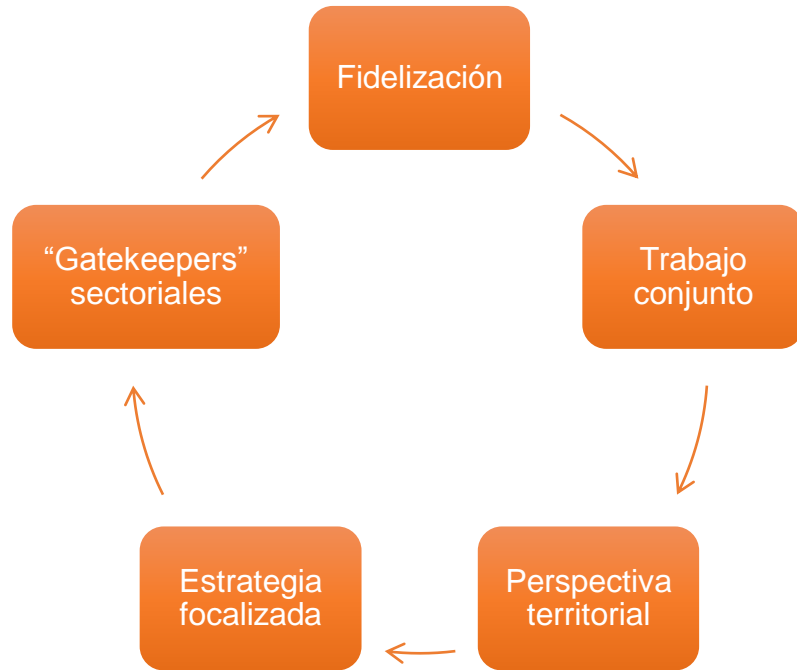 Fidelización
Trabajo
conjunto
Perspectiva
territorial
Estrategia
focalizada
“Gatekeepers”
sectoriales